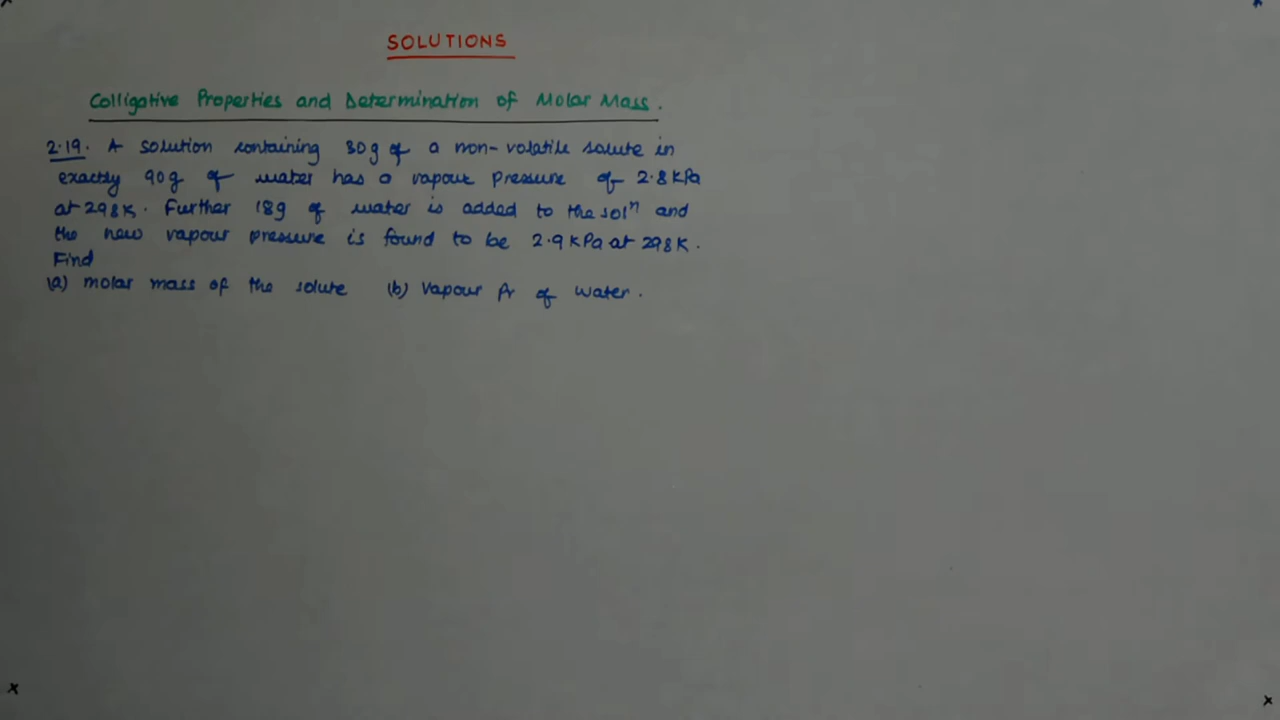 SOLUTIONS
Colligative Properties and Determination of Molar Mass.
2.19. A solution containing 30g of a non-volatile solute in
exactly 90g of water has a vapour pressure of 2.8 kPa
at 298K. Further 18g of water is added to the solⁿ and
the new vapour pressure is found to be 2.9 kPa at 298K.
Find
(a) molar mass of the solute (b) Vapour Pr of water.